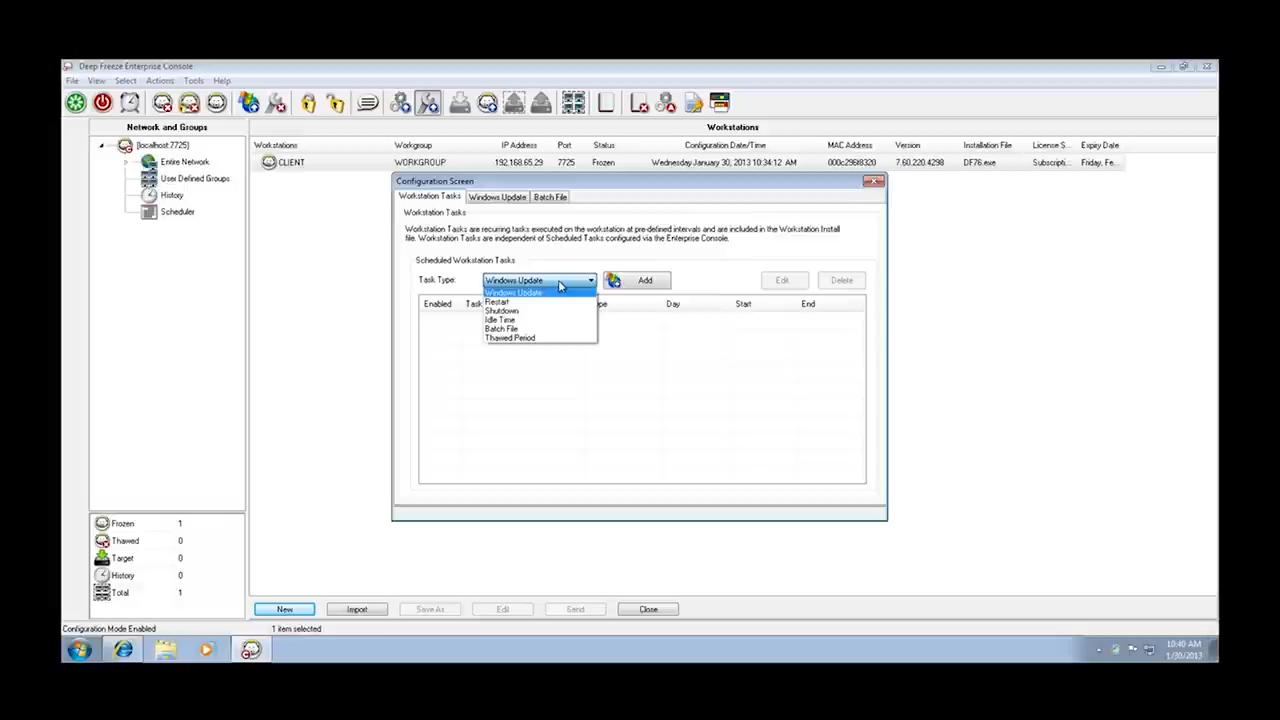 Deep Freeze Enterprise Console
File View Select Actions Tools Help
Network and Groups
Workstations
[localhost:7725]
Entire Network
User Defined Groups
History
Scheduler
Workstations Workgroup IP Address Port Status Configuration Date/Time MAC Address Version Installation File License S... Expiry Date
CLIENT WORKGROUP 192.168.65.29 7725 Frozen Wednesday January 30, 2013 10:34:12 AM 000c296f8320 7.60.220.4298 DF76.exe Subscripti... Friday, Fe...
Configuration Screen
Workstation Tasks Windows Update Batch File
Workstation Tasks
Workstation Tasks are recurring tasks executed on the workstation at pre-defined intervals and are included in the Workstation Install
file. Workstation Tasks are independent of Scheduled Tasks configured via the Enterprise Console.
Scheduled Workstation Tasks
Task Type: Windows Update Add Edit Delete
Windows Update
Restart
Shutdown
Idle Time
Batch File
Thawed Period
Enabled Task Day Start End
Frozen 1
Thawed 0
Target 0
History 0
Total 1
New Import Save As Edit Send Close
Configuration Mode Enabled 1 item selected
10:40 AM
1/30/2013